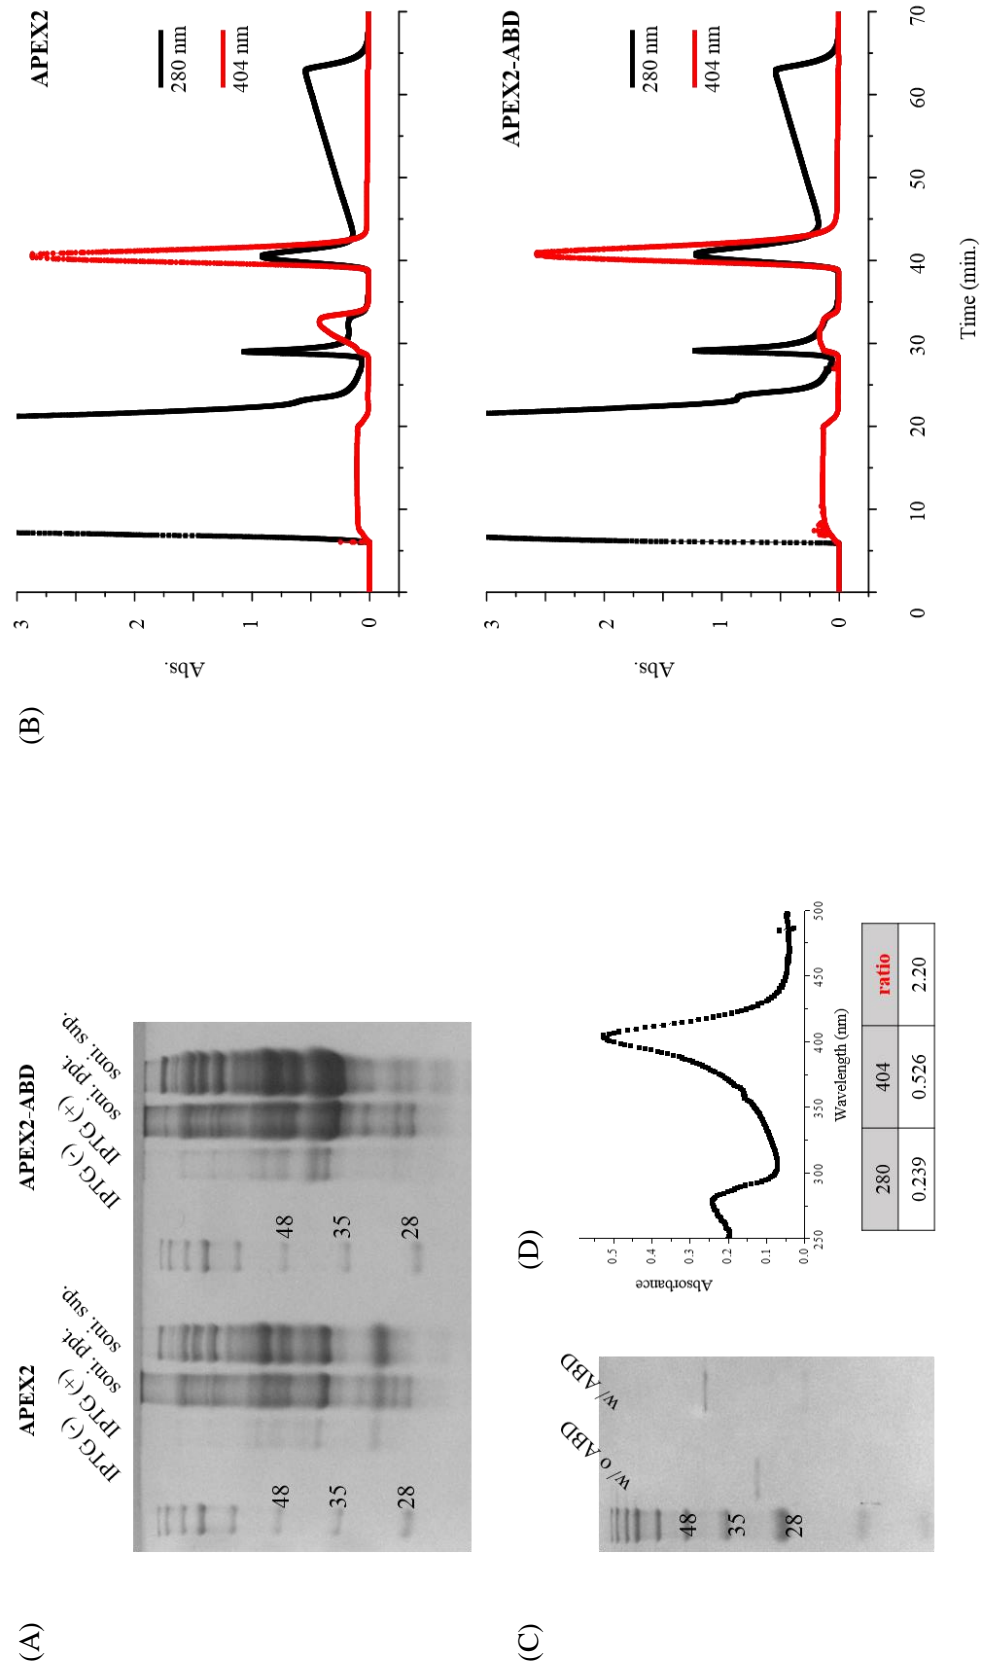 (A)
APEX2
APEX2-ABD
IPTG (-)
IPTG (+)
soni. ppt.
soni. sup.
IPTG (-)
IPTG (+)
soni. ppt.
soni. sup.
48
35
28
48
35
28
(B)
APEX2
280 nm
404 nm
3
2
1
0
Abs.
APEX2-ABD
280 nm
404 nm
3
2
1
0
Abs.
0
10
20
30
40
50
60
70
Time (min.)
(C)
w/o ABD
w/ ABD
48
35
28
(D)
0.5
0.4
0.3
0.2
0.1
0.0
Absorbance
250
300
350
400
450
500
Wavelength (nm)
280 404 ratio
0.239 0.526 2.20